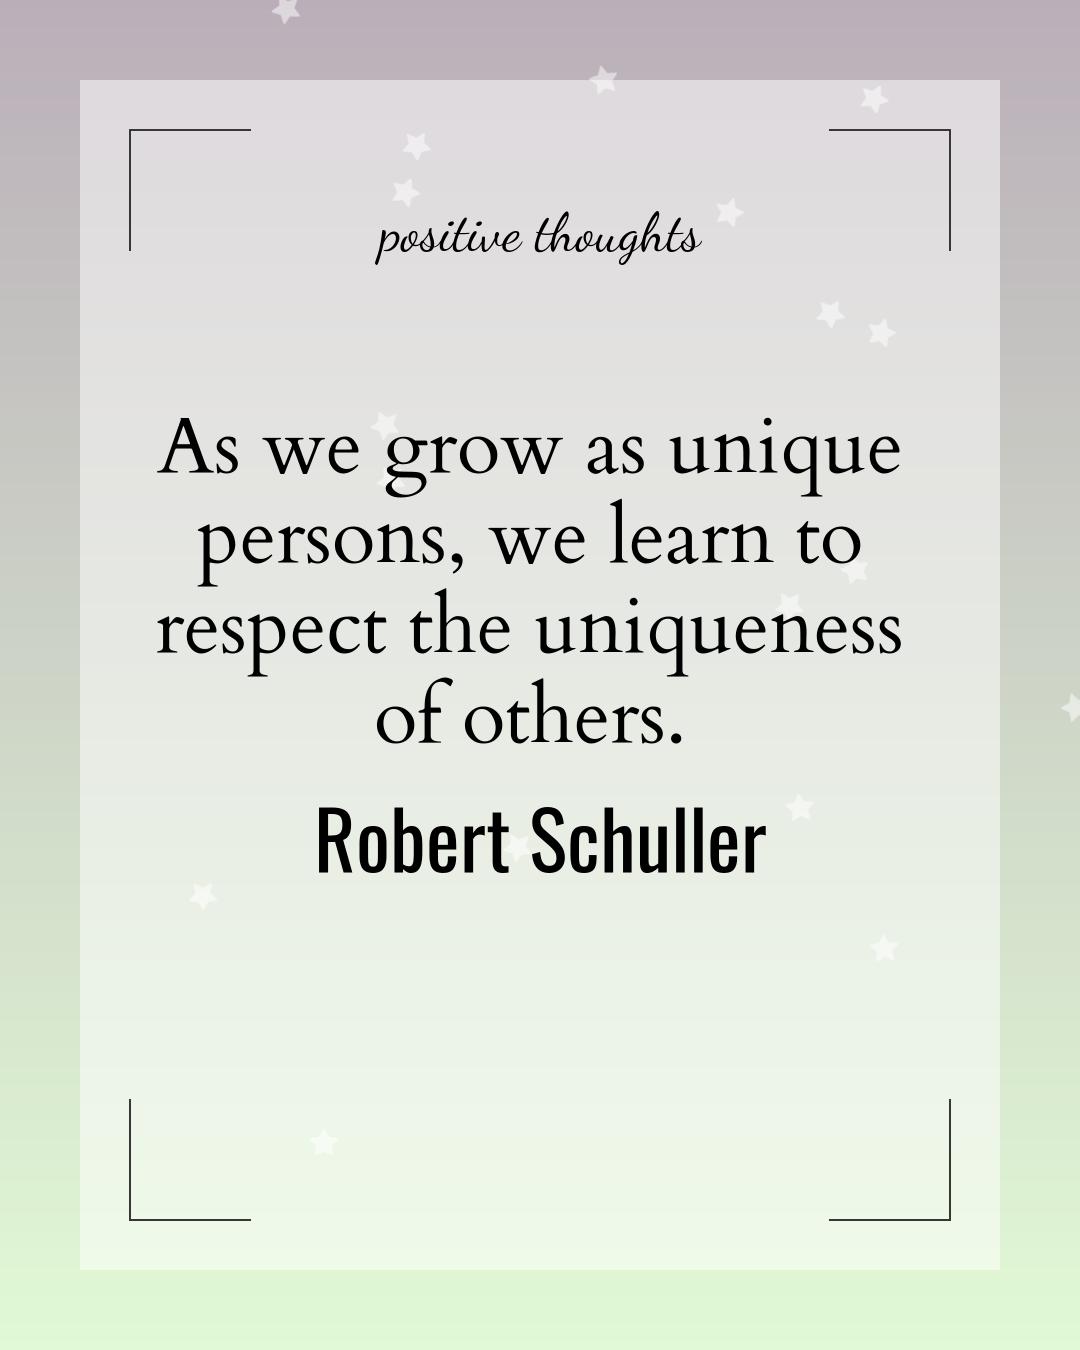 positive thoughts
As we grow as unique
persons, we learn to
respect the uniqueness
of others.
Robert Schuller